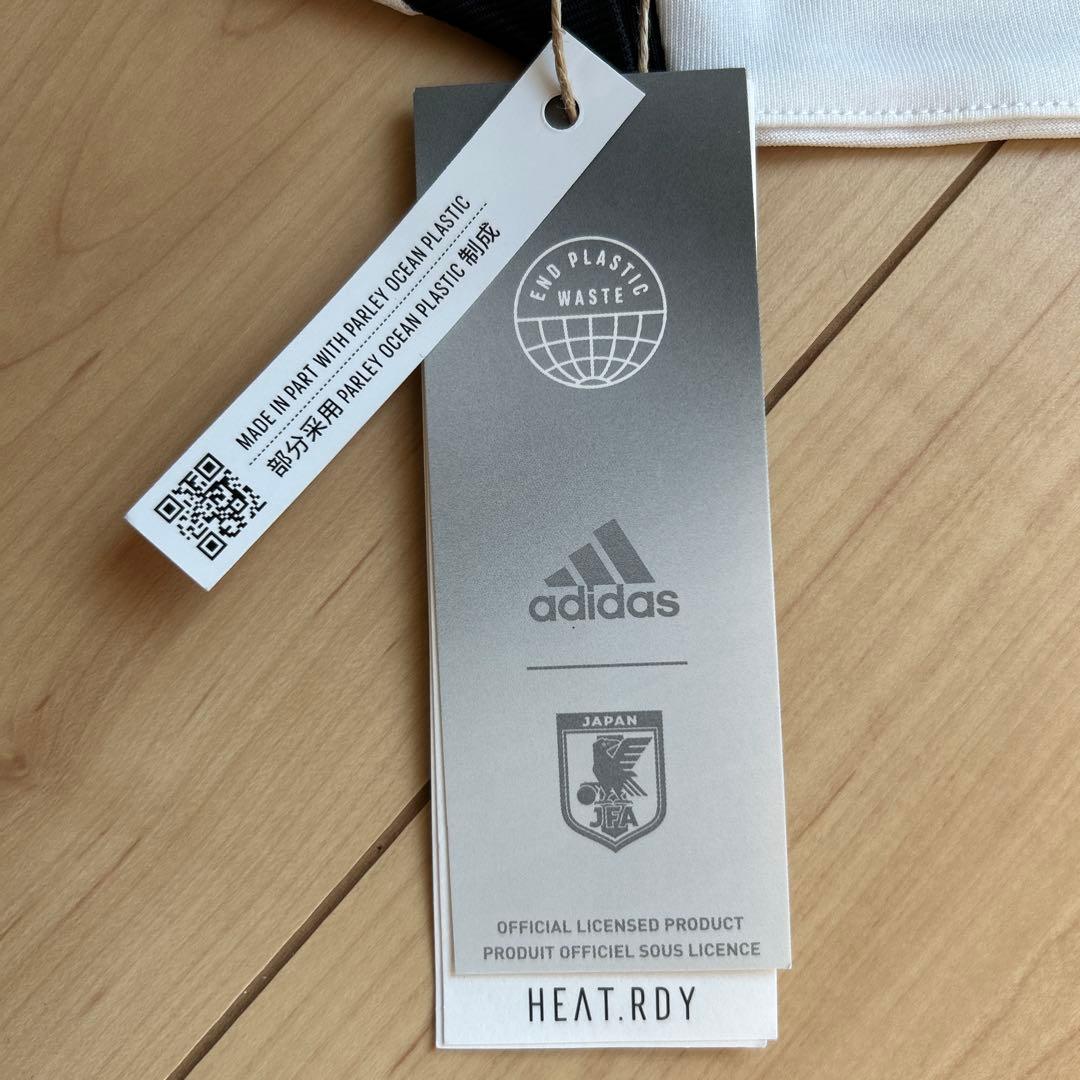 MADE IN PART WITH PARLEY OCEAN PLASTIC
部分采用 PARLEY OCEAN PLASTIC 制成
END PLASTIC
WASTE
adidas
JAPAN
JFA
OFFICIAL LICENSED PRODUCT
PRODUIT OFFICIEL SOUS LICENCE
HEAT.RDY